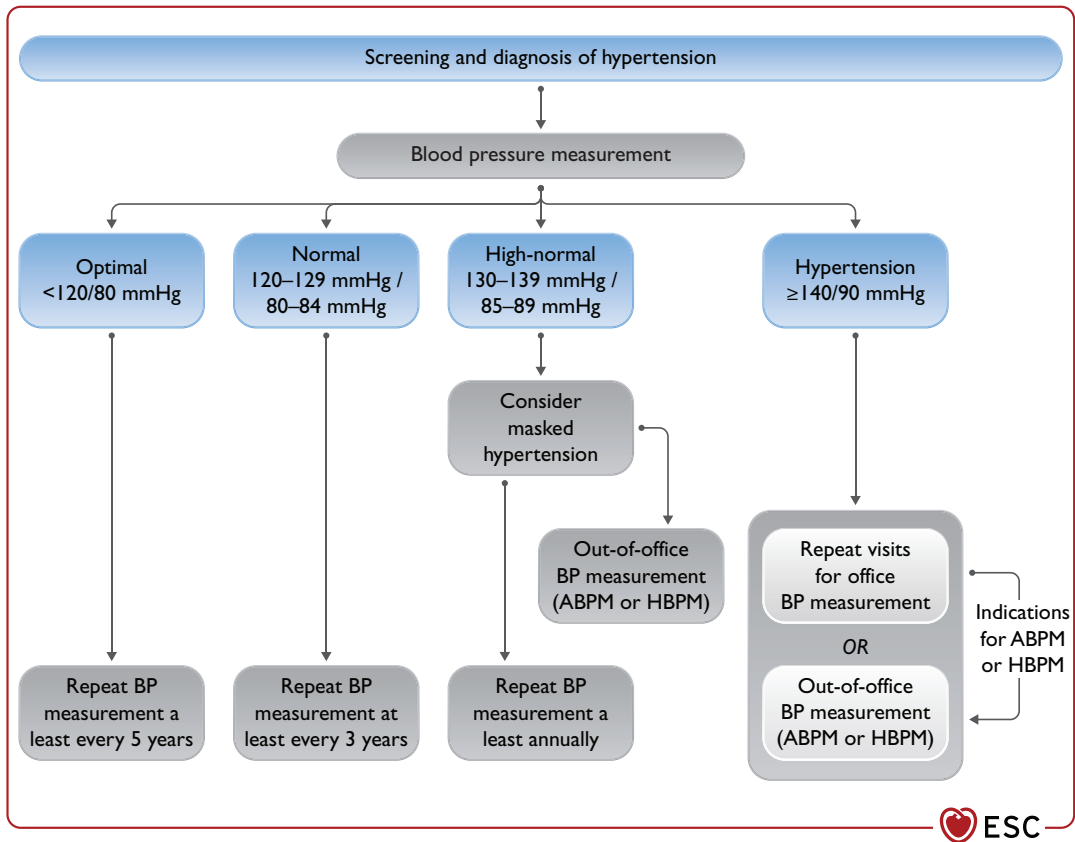 Screening and diagnosis of hypertension
Blood pressure measurement
Optimal
<120/80 mmHg
Normal
120–129 mmHg /
80–84 mmHg
High-normal
130–139 mmHg /
85–89 mmHg
Hypertension
≥140/90 mmHg
Consider
masked
hypertension
Out-of-office
BP measurement
(ABPM or HBPM)
Repeat visits
for office
BP measurement
OR
Out-of-office
BP measurement
(ABPM or HBPM)
Indications
for ABPM
or HBPM
Repeat BP
measurement a
least every 5 years
Repeat BP
measurement at
least every 3 years
Repeat BP
measurement a
least annually
ESC